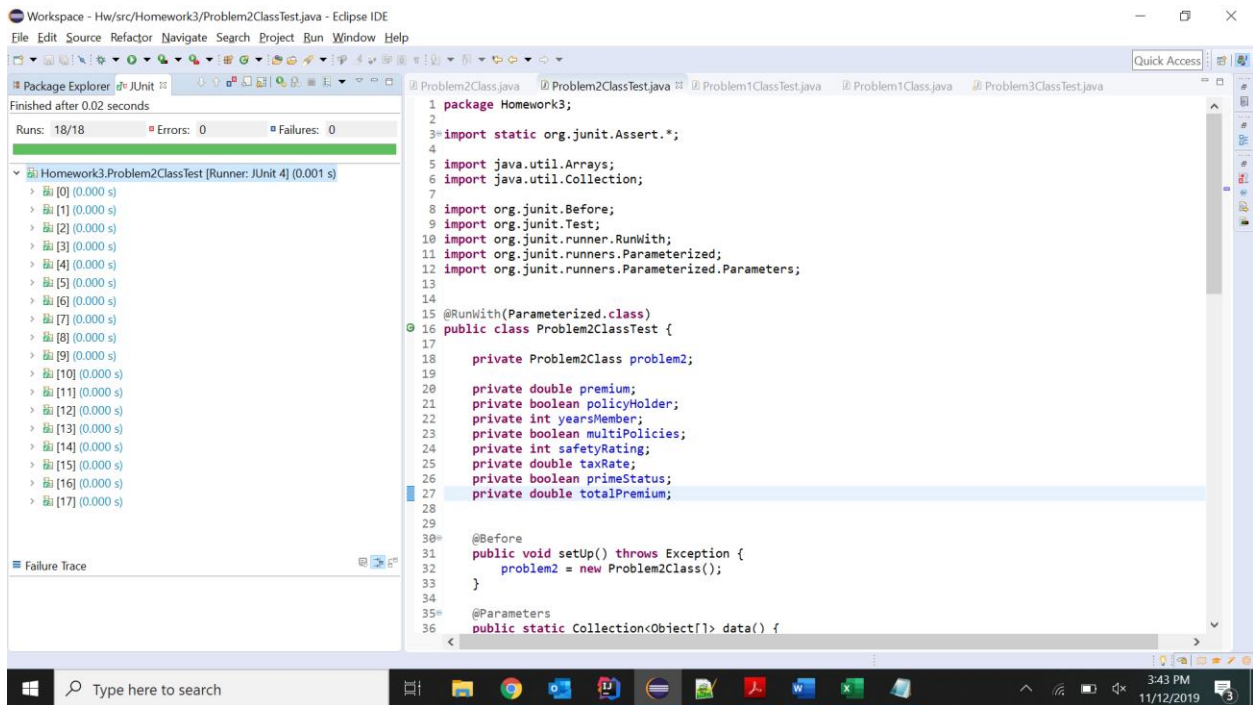 Workspace - Hw/src/Homework3/Problem2ClassTest.java - Eclipse IDE
File Edit Source Refactor Navigate Search Project Run Window Help
Quick Access
Package Explorer JUnit
Problem2Class.java Problem2ClassTest.java Problem1ClassTest.java Problem1Class.java Problem3ClassTest.java
Finished after 0.02 seconds
Runs: 18/18 Errors: 0 Failures: 0
Homework3.Problem2ClassTest [Runner: JUnit 4] (0.001 s)
[0] (0.000 s)
[1] (0.000 s)
[2] (0.000 s)
[3] (0.000 s)
[4] (0.000 s)
[5] (0.000 s)
[6] (0.000 s)
[7] (0.000 s)
[8] (0.000 s)
[9] (0.000 s)
[10] (0.000 s)
[11] (0.000 s)
[12] (0.000 s)
[13] (0.000 s)
[14] (0.000 s)
[15] (0.000 s)
[16] (0.000 s)
[17] (0.000 s)
Failure Trace
1 package Homework3;
2
3 import static org.junit.Assert.*;
4
5 import java.util.Arrays;
6 import java.util.Collection;
7
8 import org.junit.Before;
9 import org.junit.Test;
10 import org.junit.runner.RunWith;
11 import org.junit.runners.Parameterized;
12 import org.junit.runners.Parameterized.Parameters;
13
14
15 @RunWith(Parameterized.class)
16 public class Problem2ClassTest {
17
18 private Problem2Class problem2;
19
20 private double premium;
21 private boolean policyHolder;
22 private int yearsMember;
23 private boolean multiPolicies;
24 private int safetyRating;
25 private double taxRate;
26 private boolean primeStatus;
27 private double totalPremium;
28
29
30 @Before
31 public void setUp() throws Exception {
32 problem2 = new Problem2Class();
33 }
34
35 @Parameters
36 public static Collection<Object[]> data() {
Type here to search
3:43 PM
11/12/2019
3